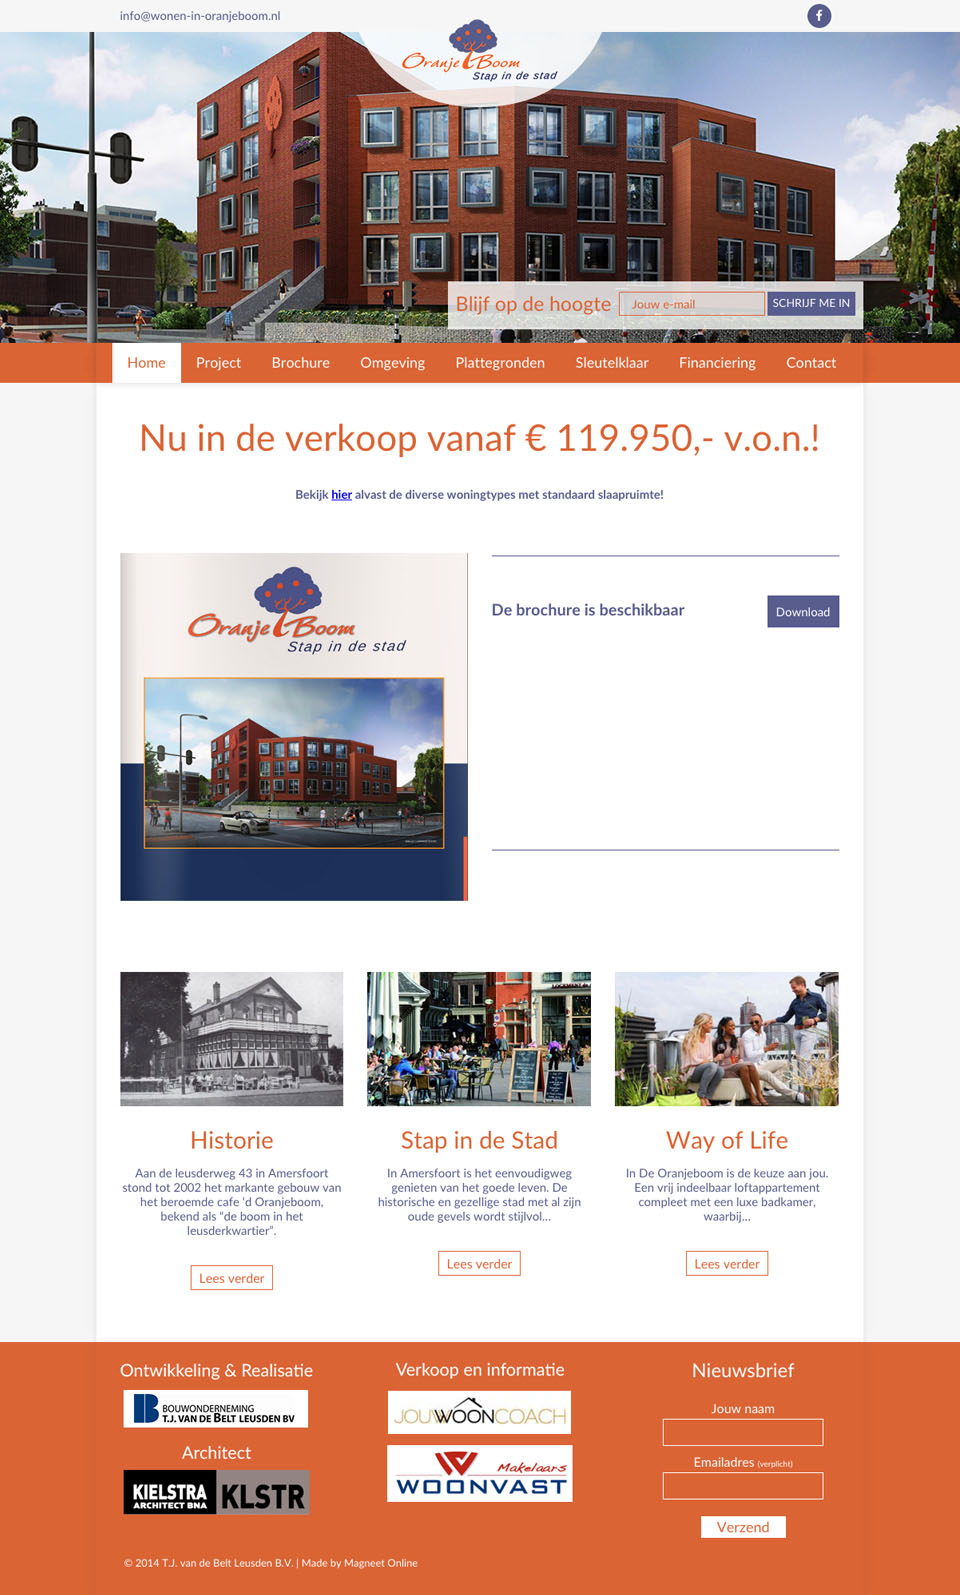 info@wonen-in-oranjeboom.nl
Oranje Boom
Stap in de stad
Blijf op de hoogte
Jouw e-mail
SCHRIJF ME IN
Home
Project
Brochure
Omgeving
Plattegronden
Sleutelklaar
Financiering
Contact
Nu in de verkoop vanaf € 119.950,- v.o.n.!
Bekijk hier alvast de diverse woningtypes met standaard slaapruimte!
Oranje Boom
Stap in de stad
De brochure is beschikbaar
Download
Historie
Aan de leusderweg 43 in Amersfoort
stond tot 2002 het markante gebouw van
het beroemde cafe ‘d Oranjeboom,
bekend als “de boom in het
leusderkwartier”.
Lees verder
Stap in de Stad
In Amersfoort is het eenvoudigweg
genieten van het goede leven. De
historische en gezellige stad met al zijn
oude gevels wordt stijlvol...
Lees verder
Way of Life
In De Oranjeboom is de keuze aan jou.
Een vrij indeelbaar loftappartement
compleet met een luxe badkamer,
waarbij...
Lees verder
Ontwikkeling & Realisatie
BOUWONDERNEMING
T.J. VAN DE BELT LEUSDEN BV
Architect
KIELSTRA
ARCHITECT BNA
KLSTR
Verkoop en informatie
JOUWWOONCOACH
Makelaars
WOONVAST
Nieuwsbrief
Jouw naam
Emailadres (verplicht)
Verzend
© 2014 T.J. van de Belt Leusden B.V. | Made by Magneet Online